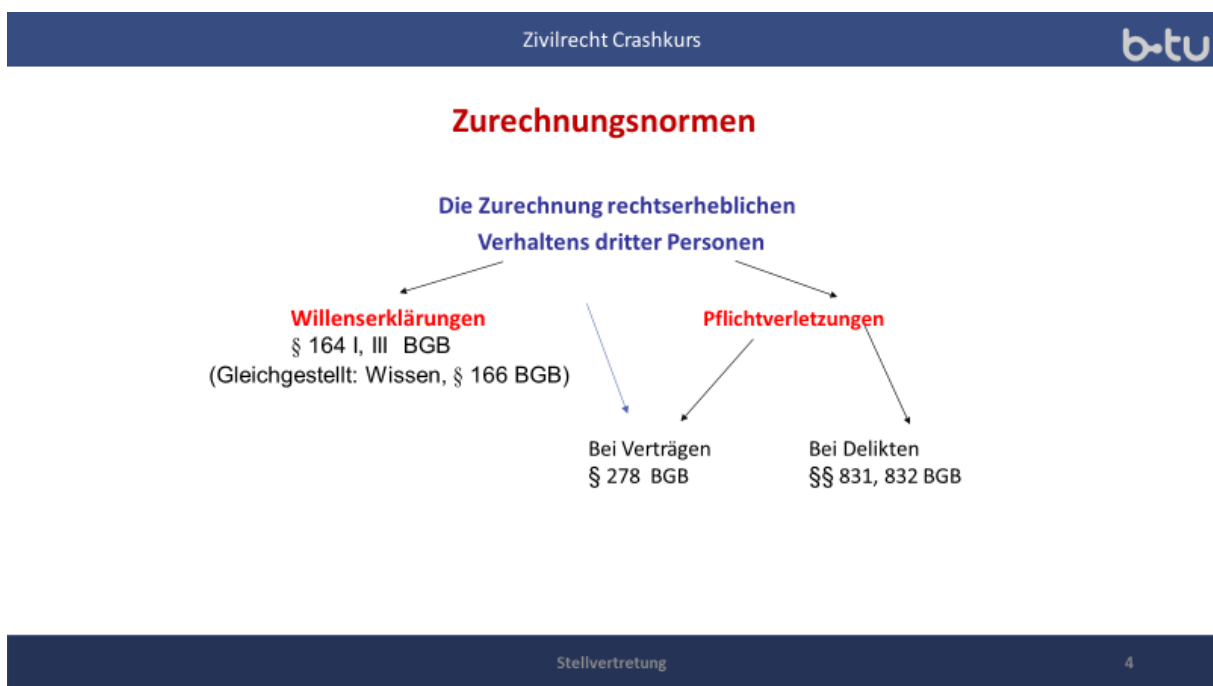 Zivilrecht Crashkurs
b-tu
Zurechnungsnormen
Die Zurechnung rechtserheblichen
Verhaltens dritter Personen
Willenserklärungen
§ 164 I, III BGB
(Gleichgestellt: Wissen, § 166 BGB)
Pflichtverletzungen
Bei Verträgen
§ 278 BGB
Bei Delikten
§§ 831, 832 BGB
Stellvertretung
4